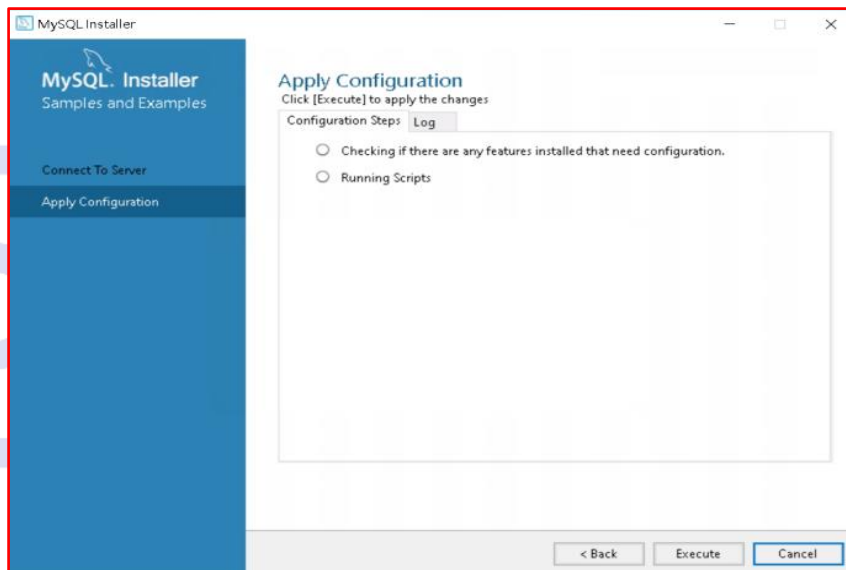 MySQL Installer
MySQL. Installer
Samples and Examples
Connect To Server
Apply Configuration
Apply Configuration
Click [Execute] to apply the changes
Configuration Steps Log
Checking if there are any features installed that need configuration.
Running Scripts
< Back Execute Cancel